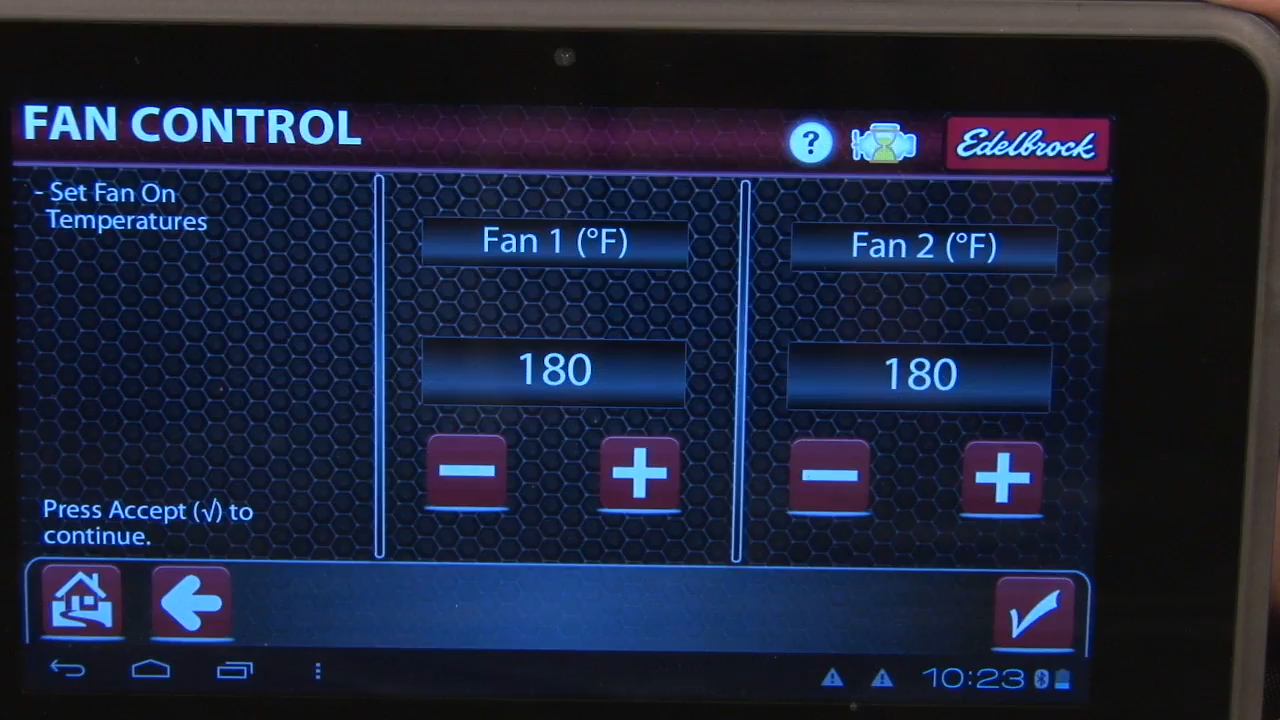 FAN CONTROL
?
Edelbrock
- Set Fan On
Temperatures
Fan 1 (°F)
Fan 2 (°F)
180
180
Press Accept (√) to
continue.
10:23